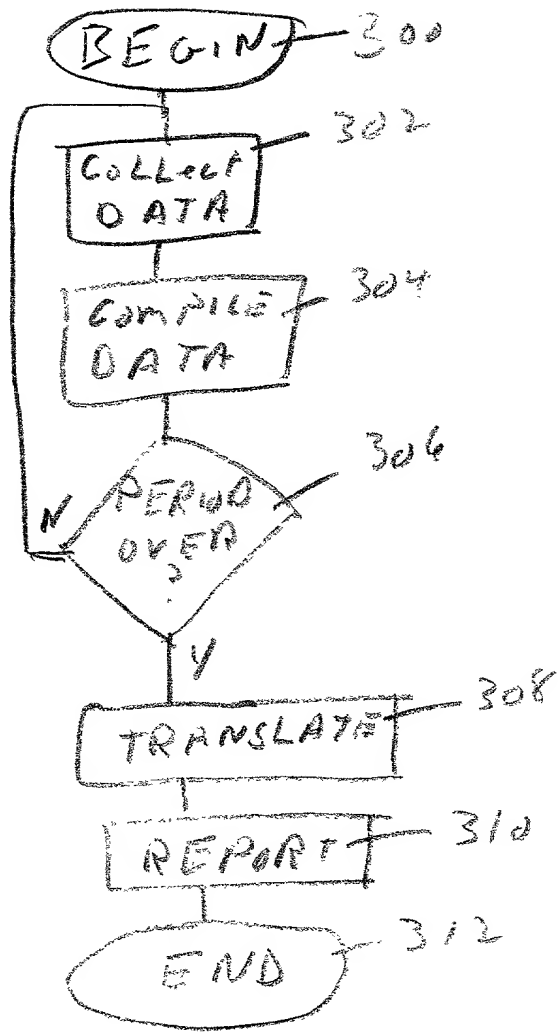 BEGIN 300
302
COLLECT
DATA
304
COMPILE
DATA
306
PERIOD
OVER
?
N
Y
308
TRANSLATE
310
REPORT
312
END